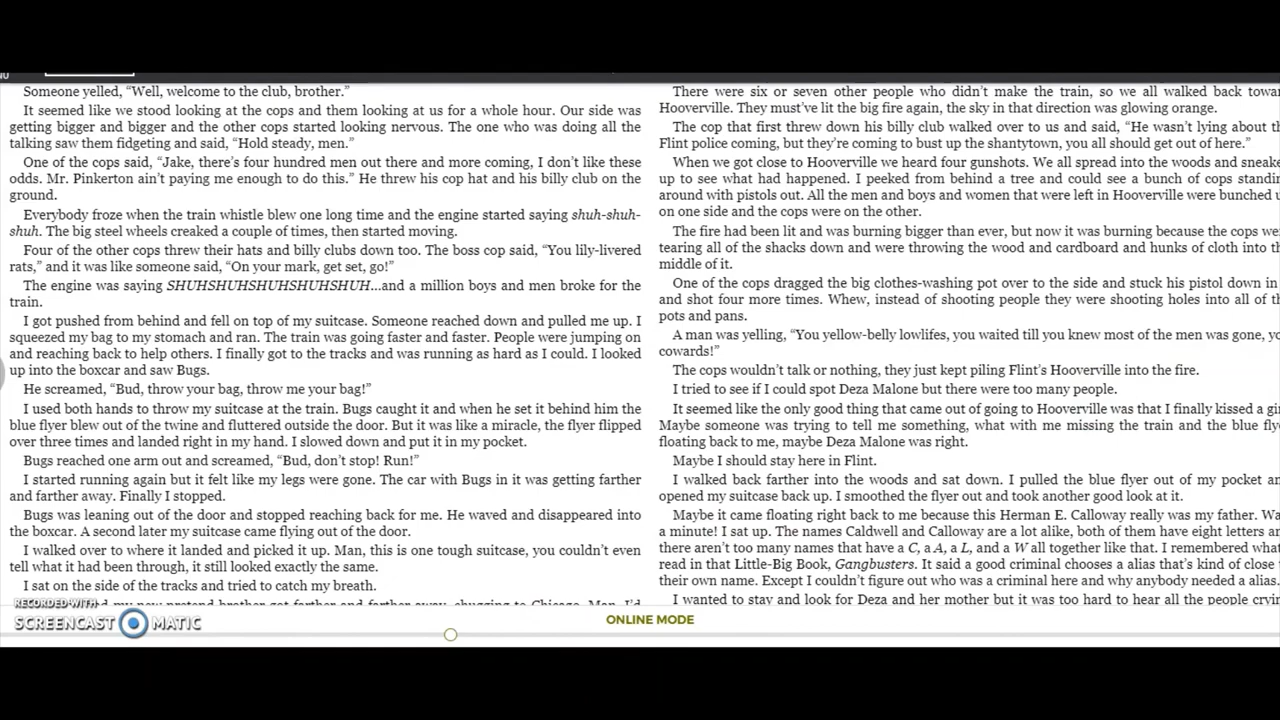 NU
Someone yelled, “Well, welcome to the club, brother.”
It seemed like we stood looking at the cops and them looking at us for a whole hour. Our side was
getting bigger and bigger and the other cops started looking nervous. The one who was doing all the
talking saw them fidgeting and said, “Hold steady, men.”
One of the cops said, “Jake, there’s four hundred men out there and more coming, I don’t like these
odds. Mr. Pinkerton ain’t paying me enough to do this.” He threw his cop hat and his billy club on the
ground.
Everybody froze when the train whistle blew one long time and the engine started saying shuh-shuh-
shuh. The big steel wheels creaked a couple of times, then started moving.
Four of the other cops threw their hats and billy clubs down too. The boss cop said, “You lily-livered
rats,” and it was like someone said, “On your mark, get set, go!”
The engine was saying SHUHSHUHSHUHSHUHSHUH...and a million boys and men broke for the
train.
I got pushed from behind and fell on top of my suitcase. Someone reached down and pulled me up. I
squeezed my bag to my stomach and ran. The train was going faster and faster. People were jumping on
and reaching back to help others. I finally got to the tracks and was running as hard as I could. I looked
up into the boxcar and saw Bugs.
He screamed, “Bud, throw your bag, throw me your bag!”
I used both hands to throw my suitcase at the train. Bugs caught it and when he set it behind him the
blue flyer blew out of the twine and fluttered outside the door. But it was like a miracle, the flyer flipped
over three times and landed right in my hand. I slowed down and put it in my pocket.
Bugs reached one arm out and screamed, “Bud, don’t stop! Run!”
I started running again but it felt like my legs were gone. The car with Bugs in it was getting farther
and farther away. Finally I stopped.
Bugs was leaning out of the door and stopped reaching back for me. He waved and disappeared into
the boxcar. A second later my suitcase came flying out of the door.
I walked over to where it landed and picked it up. Man, this is one tough suitcase, you couldn’t even
tell what it had been through, it still looked exactly the same.
I sat on the side of the tracks and tried to catch my breath.
my new pretend brother got farther and farther away, chugging to Chicago. Man, I’d
There were six or seven other people who didn’t make the train, so we all walked back towar
Hooverville. They must’ve lit the big fire again, the sky in that direction was glowing orange.
The cop that first threw down his billy club walked over to us and said, “He wasn’t lying about th
Flint police coming, but they’re coming to bust up the shantytown, you all should get out of here.”
When we got close to Hooverville we heard four gunshots. We all spread into the woods and sneake
up to see what had happened. I peeked from behind a tree and could see a bunch of cops standin
around with pistols out. All the men and boys and women that were left in Hooverville were bunched u
on one side and the cops were on the other.
The fire had been lit and was burning bigger than ever, but now it was burning because the cops we
tearing all of the shacks down and were throwing the wood and cardboard and hunks of cloth into th
middle of it.
One of the cops dragged the big clothes-washing pot over to the side and stuck his pistol down in
and shot four more times. Whew, instead of shooting people they were shooting holes into all of th
pots and pans.
A man was yelling, “You yellow-belly lowlifes, you waited till you knew most of the men was gone, yo
cowards!”
The cops wouldn’t talk or nothing, they just kept piling Flint’s Hooverville into the fire.
I tried to see if I could spot Deza Malone but there were too many people.
It seemed like the only good thing that came out of going to Hooverville was that I finally kissed a gi
Maybe someone was trying to tell me something, what with me missing the train and the blue flye
floating back to me, maybe Deza Malone was right.
Maybe I should stay here in Flint.
I walked back farther into the woods and sat down. I pulled the blue flyer out of my pocket an
opened my suitcase back up. I smoothed the flyer out and took another good look at it.
Maybe it came floating right back to me because this Herman E. Calloway really was my father. Wa
a minute! I sat up. The names Caldwell and Calloway are a lot alike, both of them have eight letters an
there aren’t too many names that have a C, a A, a L, and a W all together like that. I remembered what
read in that Little-Big Book, Gangbusters. It said a good criminal chooses a alias that’s kind of close
their own name. Except I couldn’t figure out who was a criminal here and why anybody needed a alias.
I wanted to stay and look for Deza and her mother but it was too hard to hear all the people cryin
RECORDED WITH
SCREENCAST MATIC
ONLINE MODE